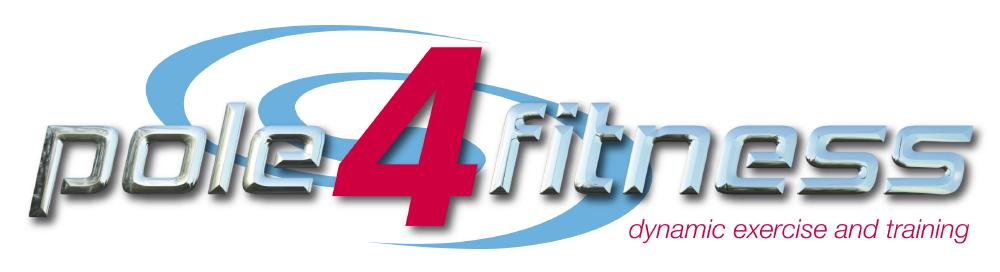 pole4fitness
dynamic exercise and training